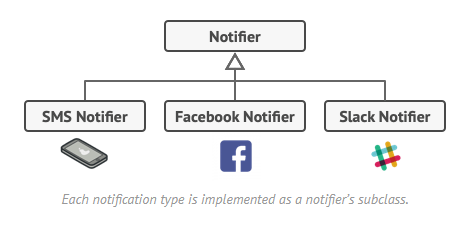 Notifier
SMS Notifier
Facebook Notifier
Slack Notifier
Each notification type is implemented as a notifier's subclass.